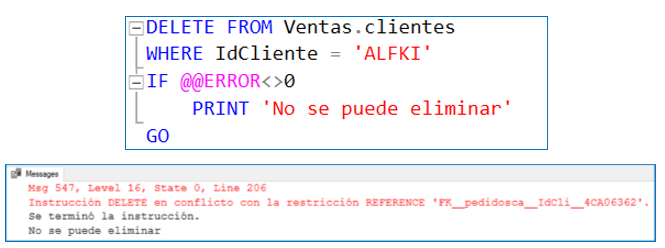 DELETE FROM Ventas.clientes
WHERE IdCliente = 'ALFKI'
IF @@ERROR<>0
PRINT 'No se puede eliminar'
GO
Messages
Msg 547, Level 16, State 0, Line 206
Instrucción DELETE en conflicto con la restricción REFERENCE 'FK__pedidosca__IdCli__4CA06362'.
Se terminó la instrucción.
No se puede eliminar